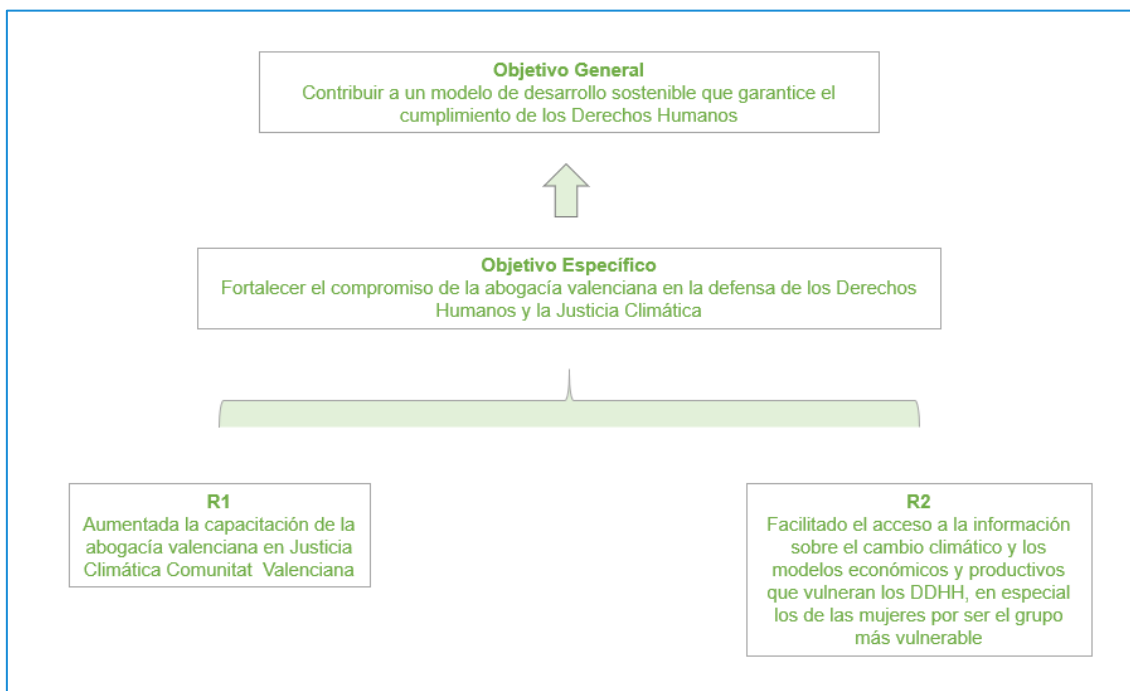 Objetivo General
Contribuir a un modelo de desarrollo sostenible que garantice el
cumplimiento de los Derechos Humanos
Objetivo Específico
Fortalecer el compromiso de la abogacía valenciana en la defensa de los Derechos
Humanos y la Justicia Climática
R1
Aumentada la capacitación de la
abogacía valenciana en Justicia
Climática Comunitat Valenciana
R2
Facilitado el acceso a la información
sobre el cambio climático y los
modelos económicos y productivos
que vulneran los DDHH, en especial
los de las mujeres por ser el grupo
más vulnerable